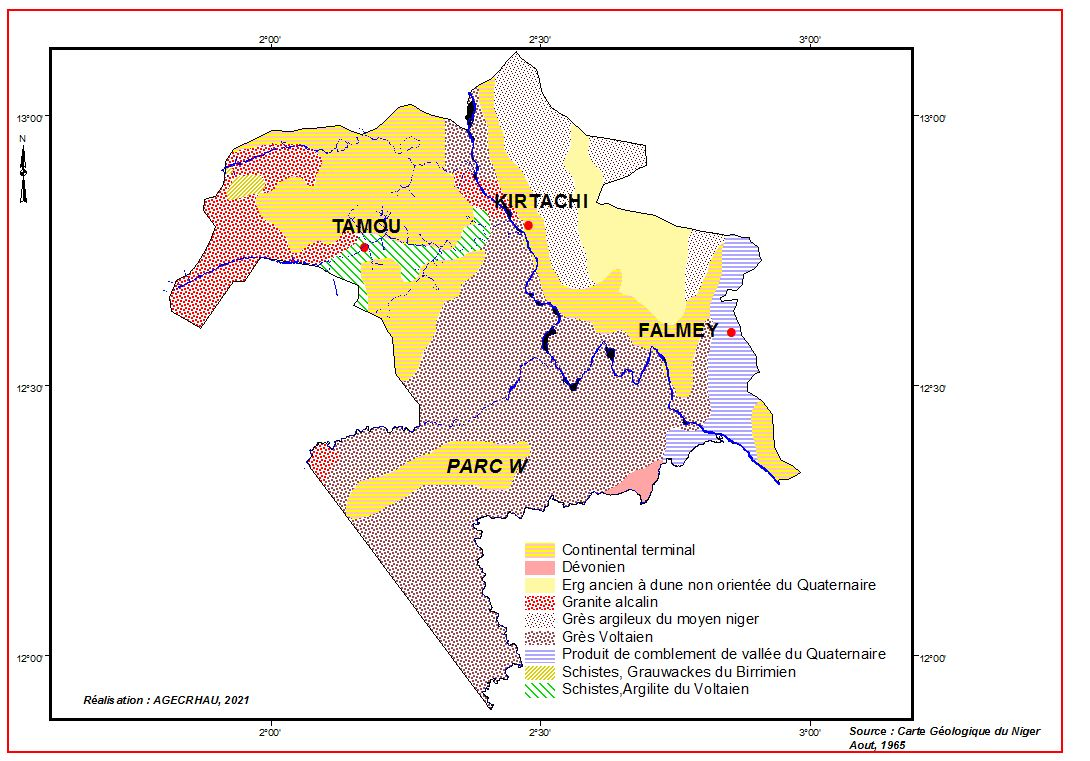 2°00' 2°30' 3°00'
13°00' 13°00'
N
KIRTACHI
TAMOU
FALMEY
12°30' 12°30'
PARC W
Continental terminal
Dévonien
Erg ancien à dune non orientée du Quaternaire
Granite alcalin
Grès argileux du moyen niger
Grès Voltaien
Produit de comblement de vallée du Quaternaire
Schistes, Grauwackes du Birrimien
Schistes,Argilite du Voltaien
12°00' 12°00'
Réalisation : AGECRHAU, 2021
2°00' 2°30' 3°00'
Source : Carte Géologique du Niger
Aout, 1965